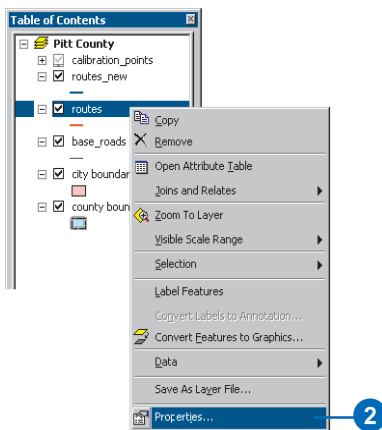 Table of Contents
Pitt County
calibration_points
routes_new
routes
base_roads
city boundar
county boun
Copy
Remove
Open Attribute Table
Joins and Relates
Zoom To Layer
Visible Scale Range
Selection
Label Features
Convert Labels to Annotation...
Convert Features to Graphics...
Data
Save As Layer File...
Properties...
2